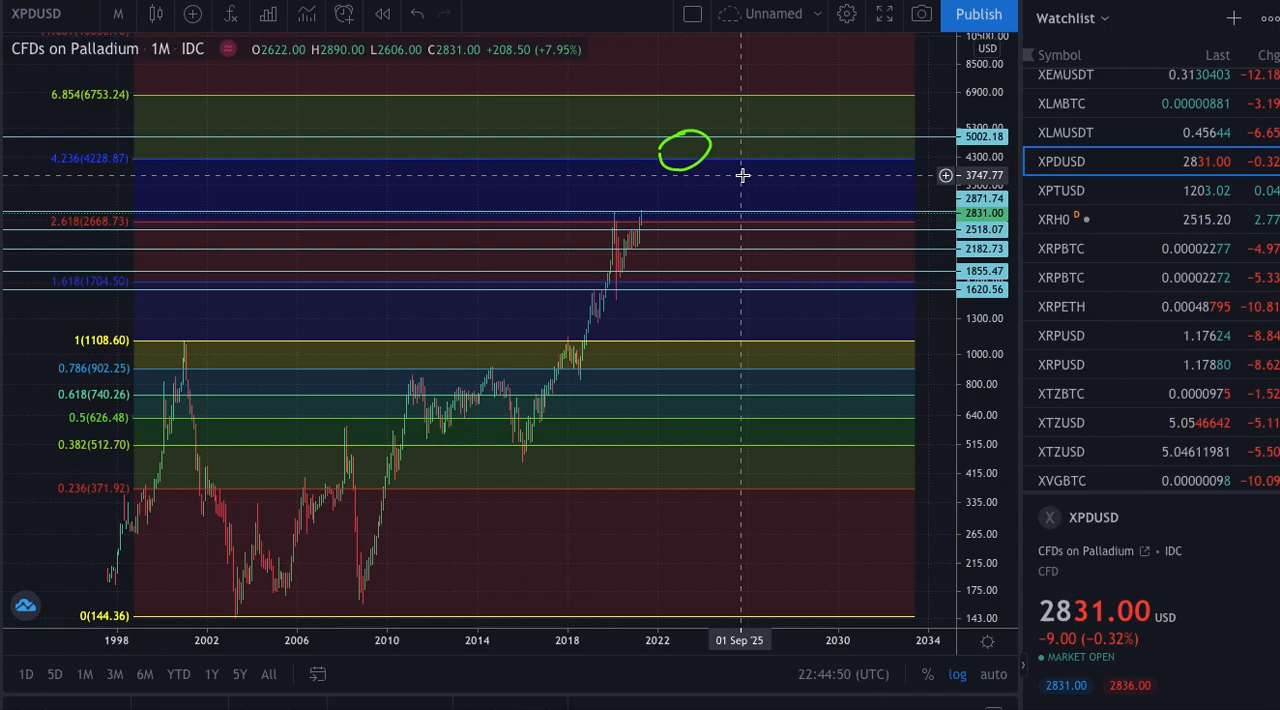 XPDUSD M Unnamed Publish
CFDs on Palladium · 1M · IDC O2622.00 H2890.00 L2606.00 C2831.00 +208.50 (+7.95%)
USD
8500.00
6.854(6753.24) 6900.00
5002.18
4.236(4228.87) 4300.00
3747.77
2871.74
2831.00
2.618(2668.73)
2518.07
2182.73
1855.47
1.618(1704.50)
1620.56
1300.00
1(1108.60)
1000.00
0.786(902.25)
800.00
0.618(740.26)
640.00
0.5(626.48)
515.00
0.382(512.70)
415.00
0.236(371.92)
335.00
265.00
215.00
175.00
0(144.36) 143.00
1998 2002 2006 2010 2014 2018 2022 01 Sep '25 2030 2034
1D 5D 1M 3M 6M YTD 1Y 5Y All 22:44:50 (UTC) % log auto
Watchlist
Symbol Last Chg
XEMUSDT 0.3130403 -12.18
XLMBTC 0.00000881 -3.19
XLMUSDT 0.45644 -6.65
XPDUSD 2831.00 -0.32
XPTUSD 1203.02 0.04
XRH0 D 2515.20 2.77
XRPBTC 0.00002277 -4.97
XRPBTC 0.00002272 -5.33
XRPETH 0.00048795 -10.81
XRPUSD 1.17624 -8.84
XRPUSD 1.17880 -8.62
XTZBTC 0.0000975 -1.52
XTZUSD 5.0546642 -5.11
XTZUSD 5.04611981 -5.50
XVGBTC 0.00000098 -10.09
X XPDUSD
CFDs on Palladium · IDC
CFD
2831.00 USD
-9.00 (-0.32%)
MARKET OPEN
2831.00 2836.00